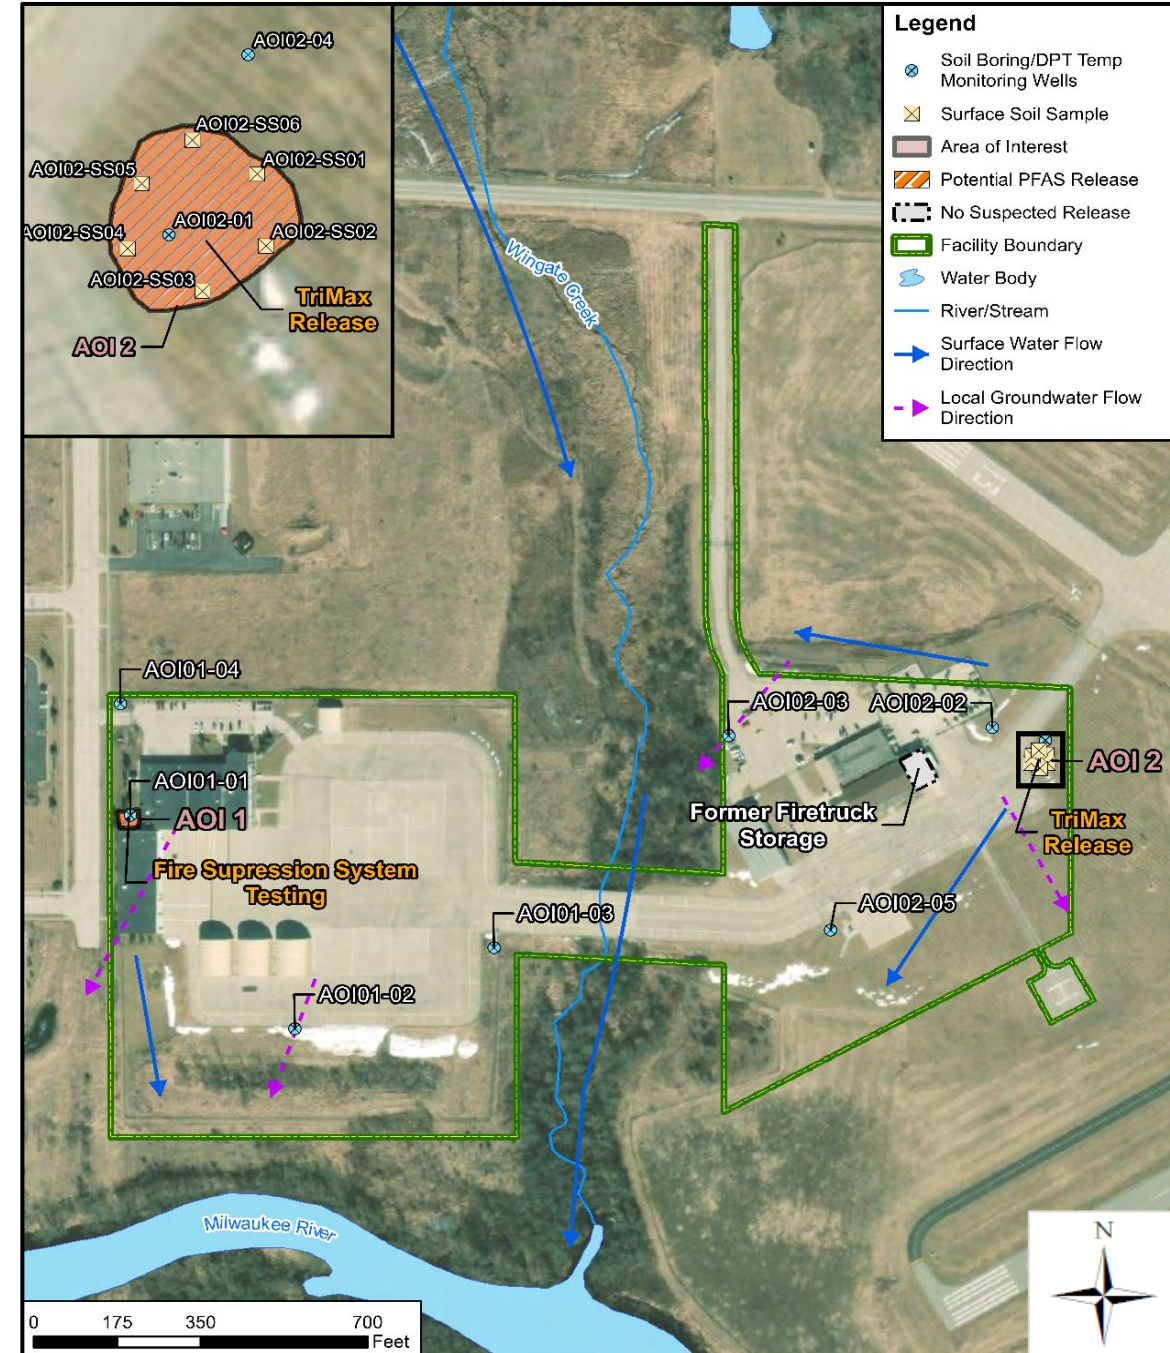 AOI02-04
AOI02-SS06
AOI02-SS01
AOI02-SS05
AOI02-01
AOI02-SS04
AOI02-SS02
AOI02-SS03
TriMax
Release
AOI 2
Legend
Soil Boring/DPT Temp
Monitoring Wells
Surface Soil Sample
Area of Interest
Potential PFAS Release
No Suspected Release
Facility Boundary
Water Body
River/Stream
Surface Water Flow
Direction
Local Groundwater Flow
Direction
Wingate Creek
AOI01-04
AOI02-03
AOI02-02
AOI01-01
AOI 1
AOI 2
Former Firetruck
Storage
TriMax
Release
Fire Supression System
Testing
AOI01-03
AOI02-05
AOI01-02
H
Milwaukee River
N
0 175 350 700
Feet